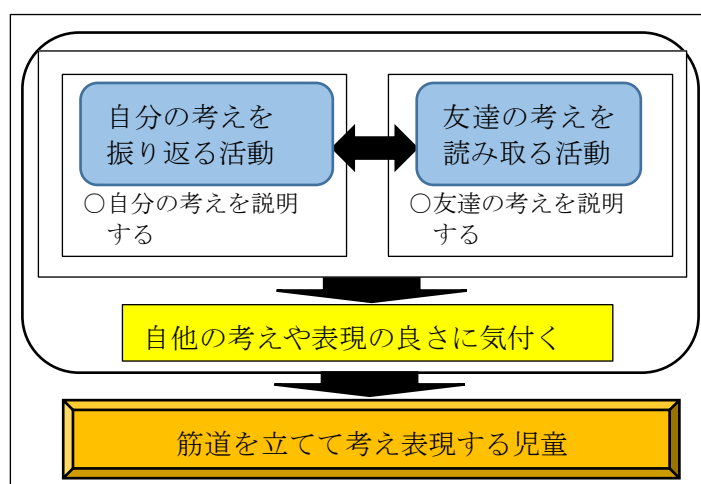 自分の考えを
振り返る活動
○自分の考えを説明
する
友達の考えを
読み取る活動
○友達の考えを説明
する
自他の考えや表現の良さに気付く
筋道を立てて考え表現する児童